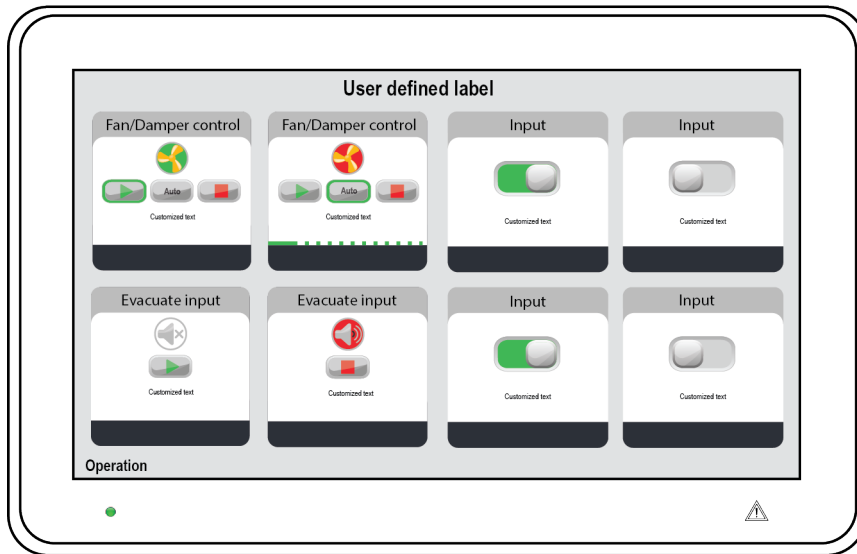 User defined label
Fan/Damper control
Fan/Damper control
Input
Input
Auto
Auto
Customized text
Customized text
Customized text
Customized text
Evacuate input
Evacuate input
Input
Input
Customized text
Customized text
Customized text
Customized text
Operation